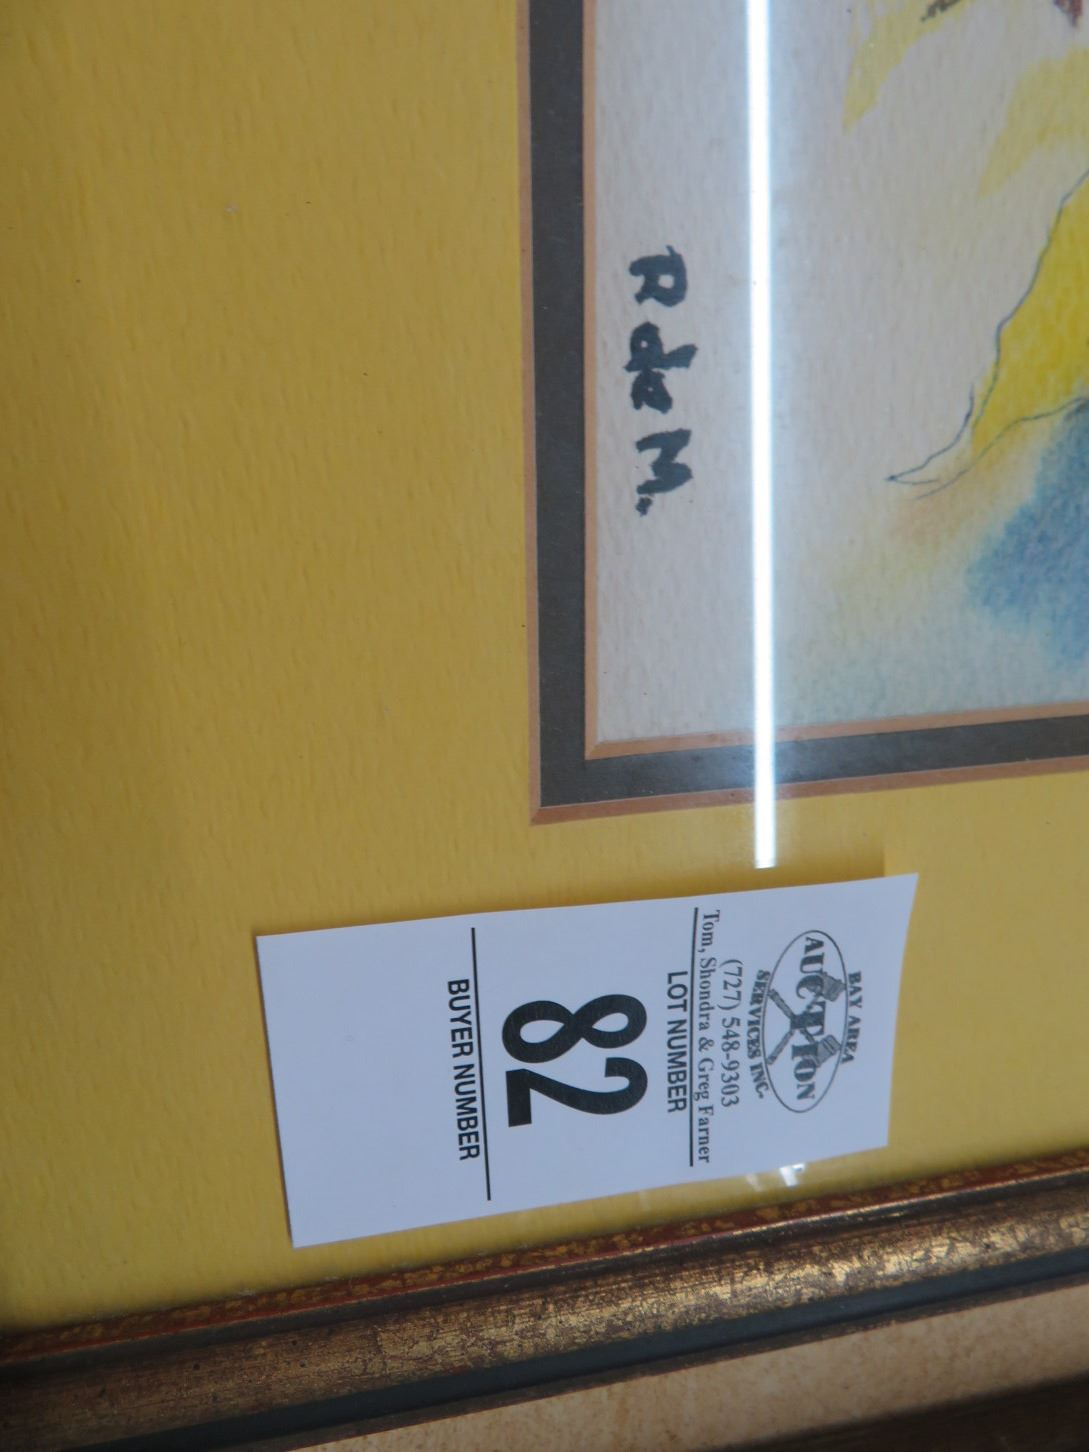 R de M.
BAY AREA
AUCTION
SERVICES INC.
(727) 548-9303
Tom, Shondra & Greg Farner
LOT NUMBER
82
BUYER NUMBER